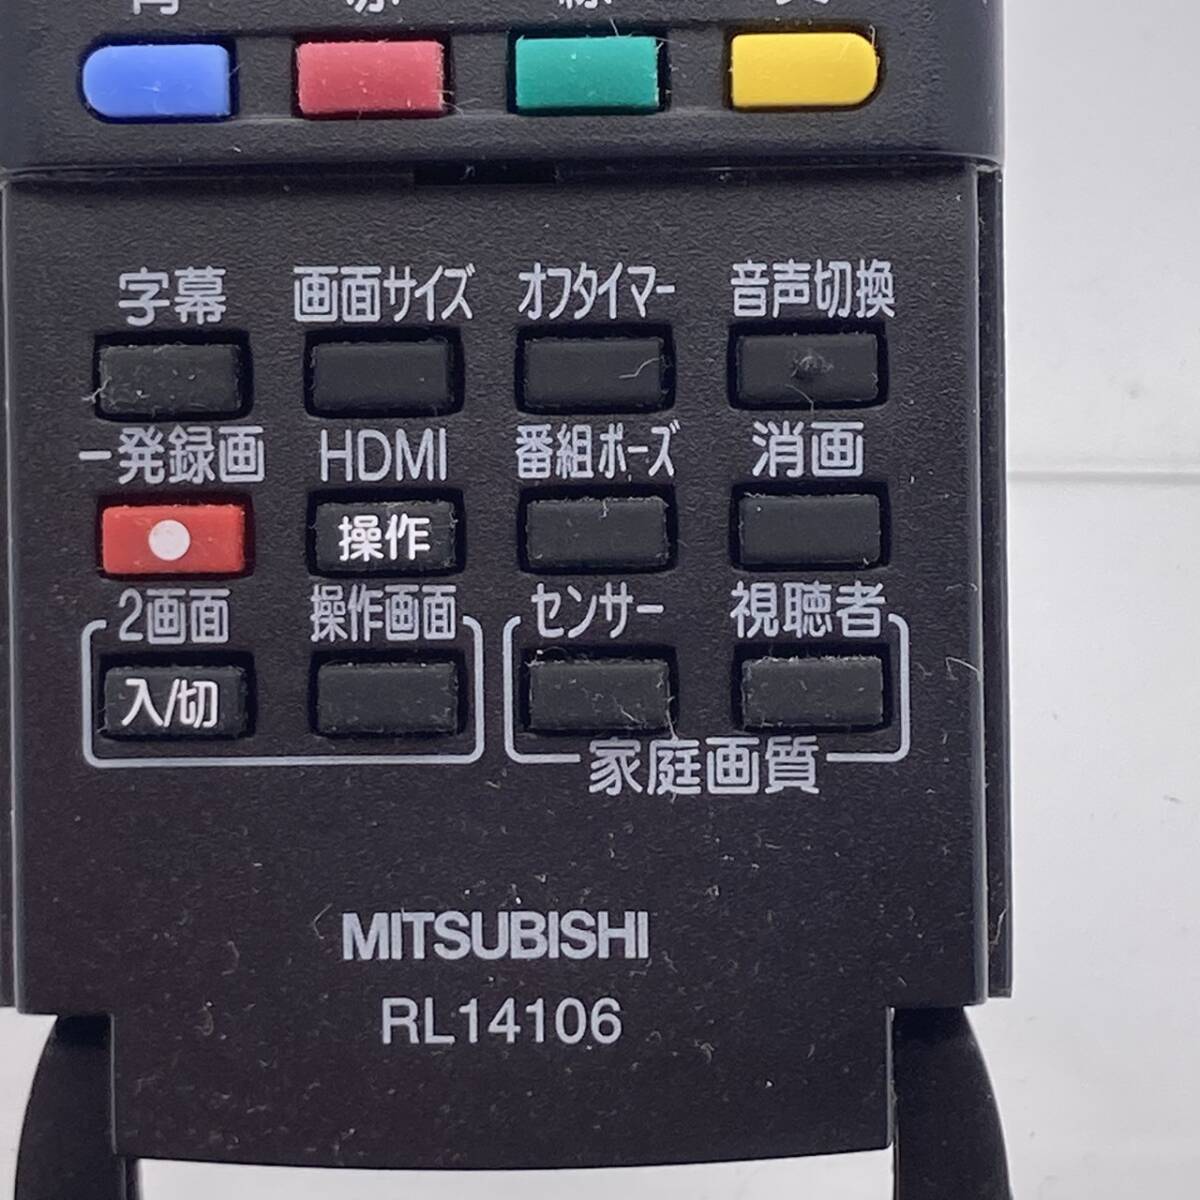 字幕 画面サイズ オフタイマー 音声切換
一発録画 HDMI 番組ポーズ 消画
操作
2画面 操作画面 センサー 視聴者
入/切
家庭画質
MITSUBISHI
RL14106